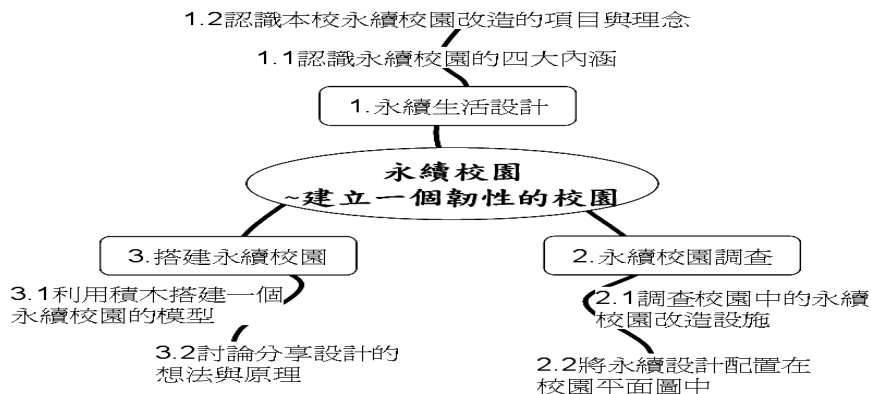 1.2認識本校永續校園改造的項目與理念
1.1認識永續校園的四大內涵
1.永續生活設計
永續校園
~建立一個韌性的校園
3.搭建永續校園
3.1利用積木搭建一個
永續校園的模型
3.2討論分享設計的
想法與原理
2.永續校園調查
2.1調查校園中的永續
校園改造設施
2.2將永續設計配置在
校園平面圖中